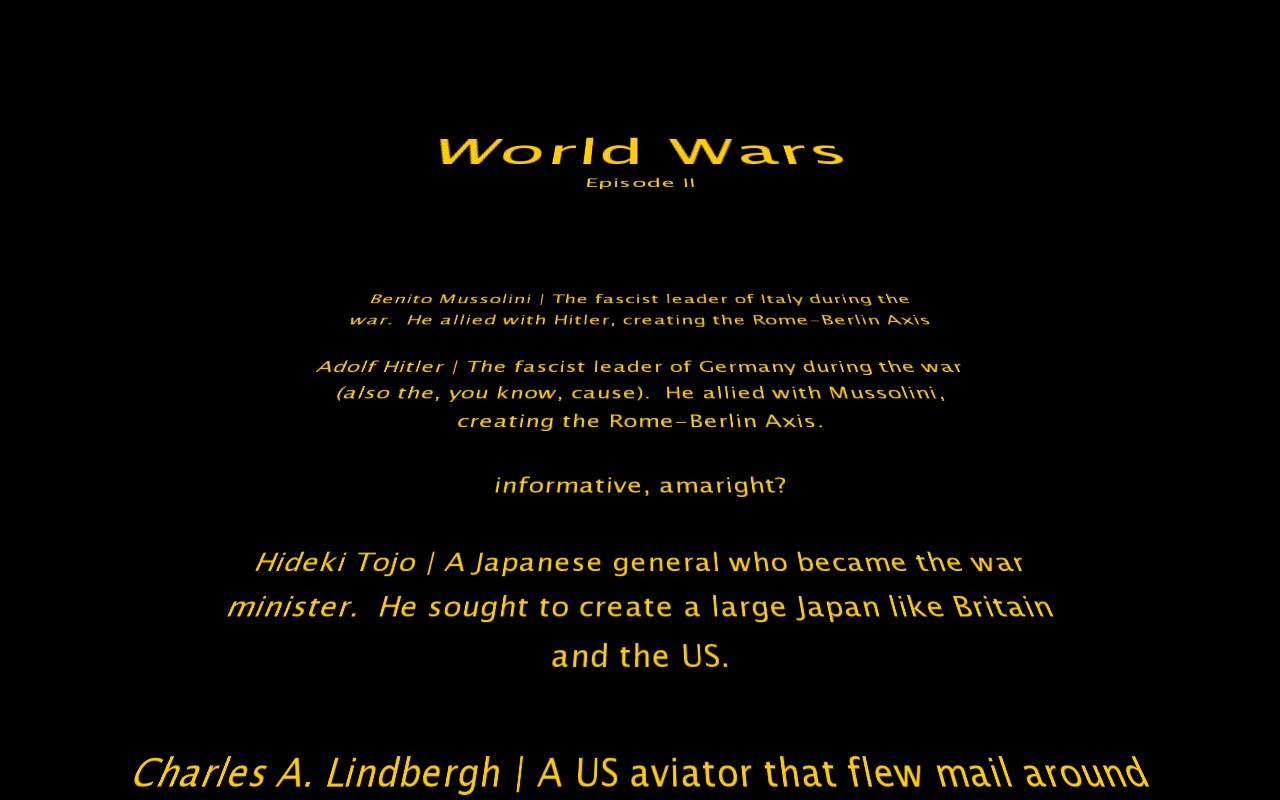 World Wars
Episode II
Benito Mussolini | The fascist leader of Italy during the
war.  He allied with Hitler, creating the Rome-Berlin Axis
Adolf Hitler | The fascist leader of Germany during the war
(also the, you know, cause).  He allied with Mussolini,
creating the Rome-Berlin Axis.
informative, amaright?
Hideki Tojo | A Japanese general who became the war
minister.  He sought to create a large Japan like Britain
and the US.
Charles A. Lindbergh | A US aviator that flew mail around